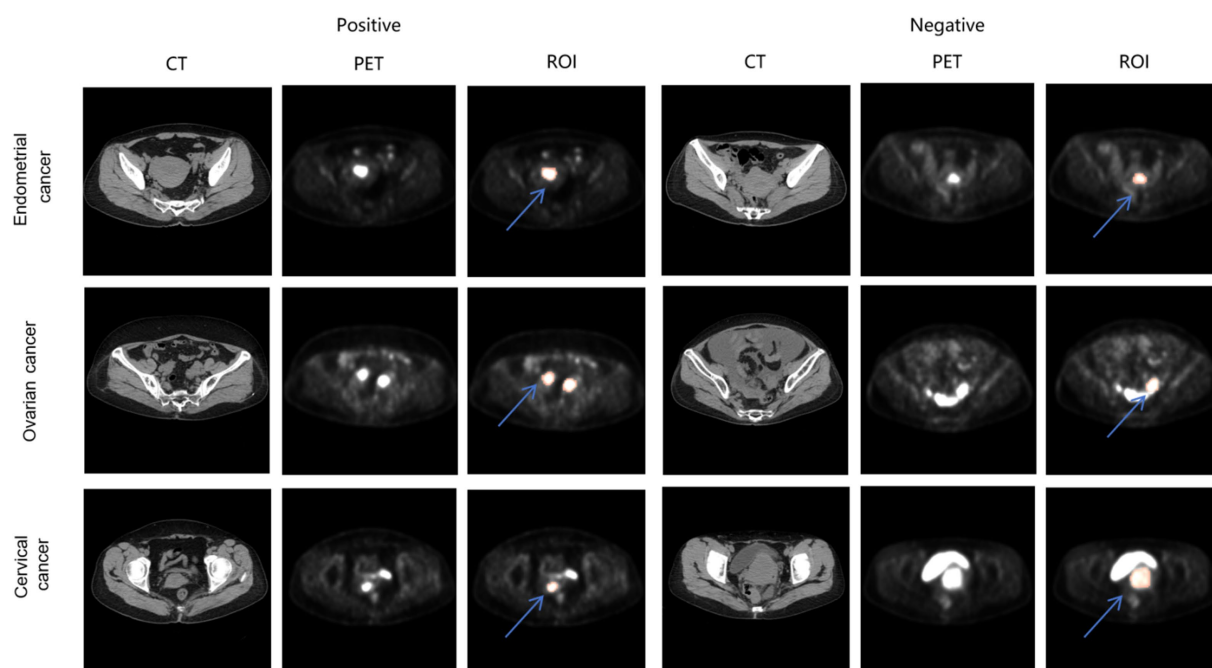 Positive
Negative
CT
PET
ROI
CT
PET
ROI
Endometrial
cancer
Ovarian cancer
Cervical
cancer